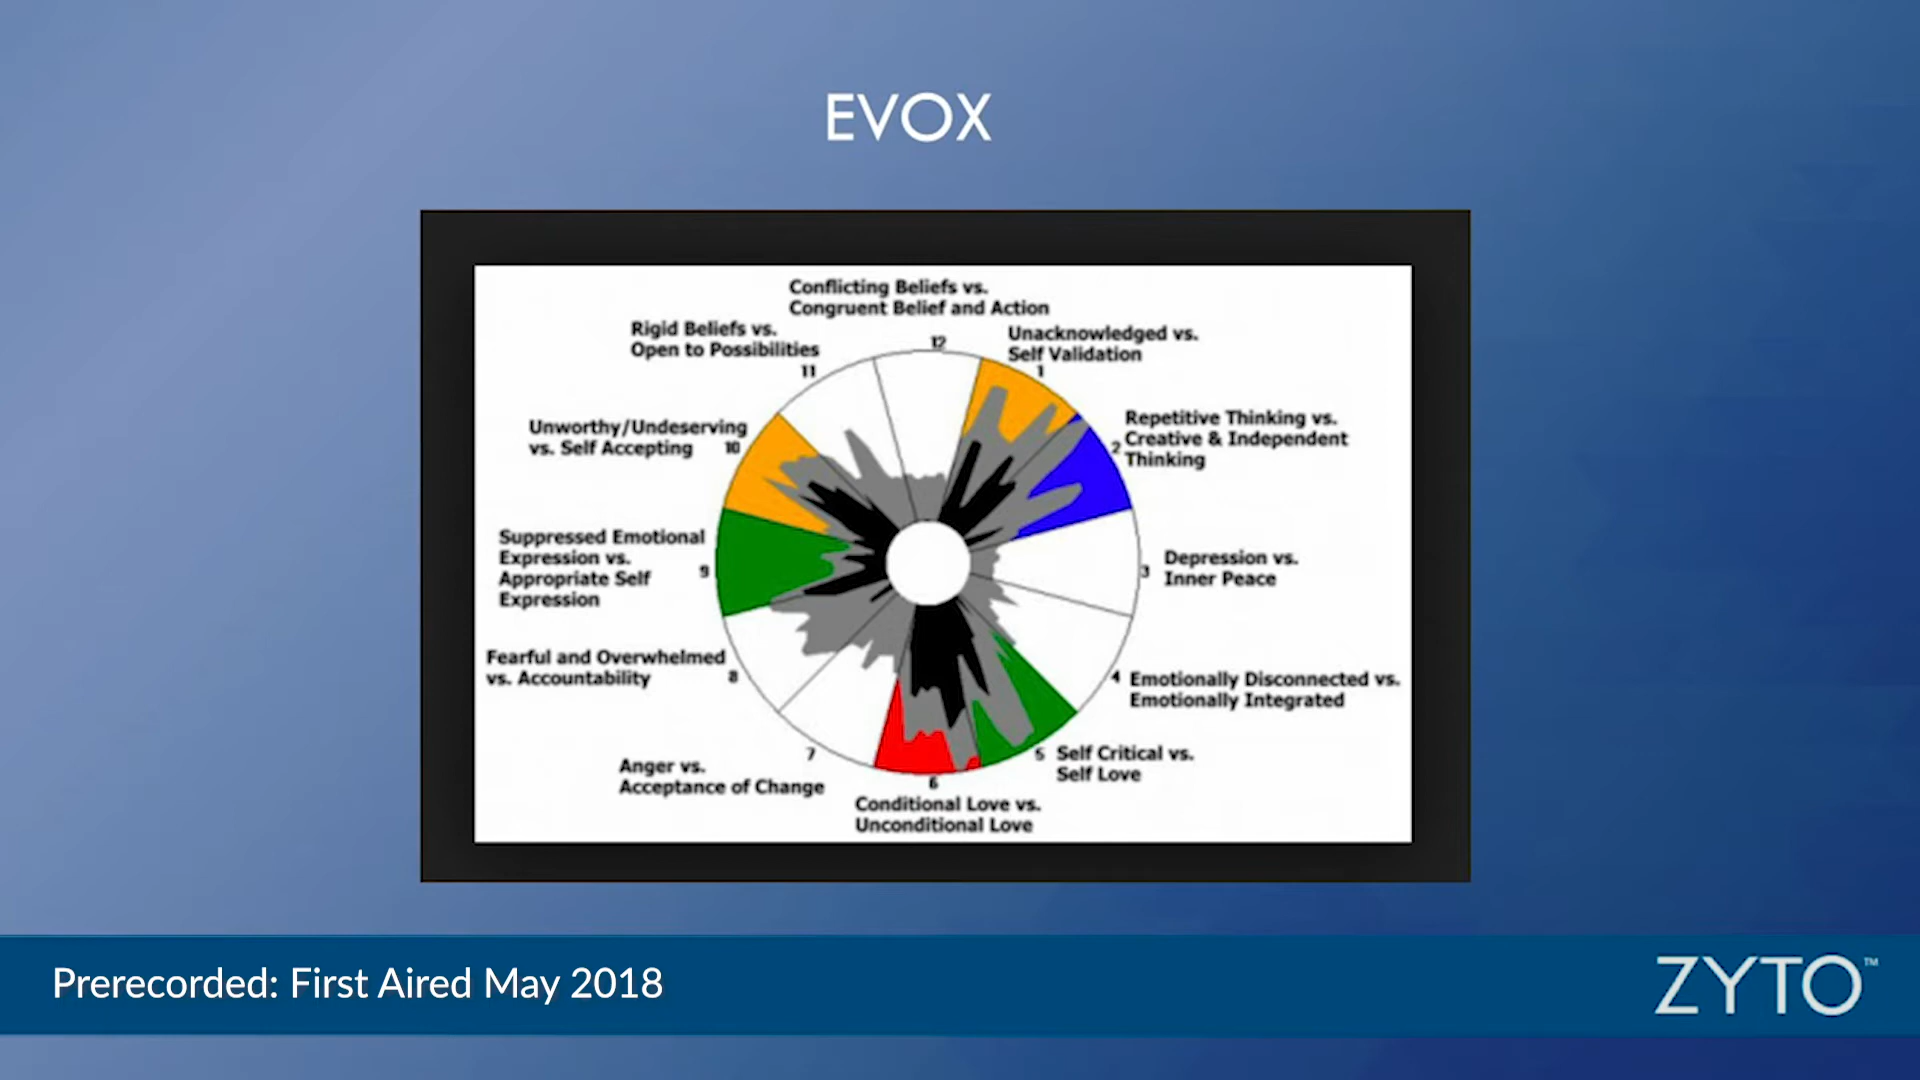 EVOX
Conflicting Beliefs vs.
Congruent Belief and Action
12
Unacknowledged vs.
Self Validation
1
Repetitive Thinking vs.
Creative & Independent
Thinking
2
Depression vs.
Inner Peace
3
Emotionally Disconnected vs.
Emotionally Integrated
4
Self Critical vs.
Self Love
5
6
Conditional Love vs.
Unconditional Love
7
Anger vs.
Acceptance of Change
Fearful and Overwhelmed
vs. Accountability
8
Suppressed Emotional
Expression vs.
Appropriate Self
Expression
9
Unworthy/Undeserving
vs. Self Accepting
10
Rigid Beliefs vs.
Open to Possibilities
11
Prerecorded: First Aired May 2018
ZYTO™